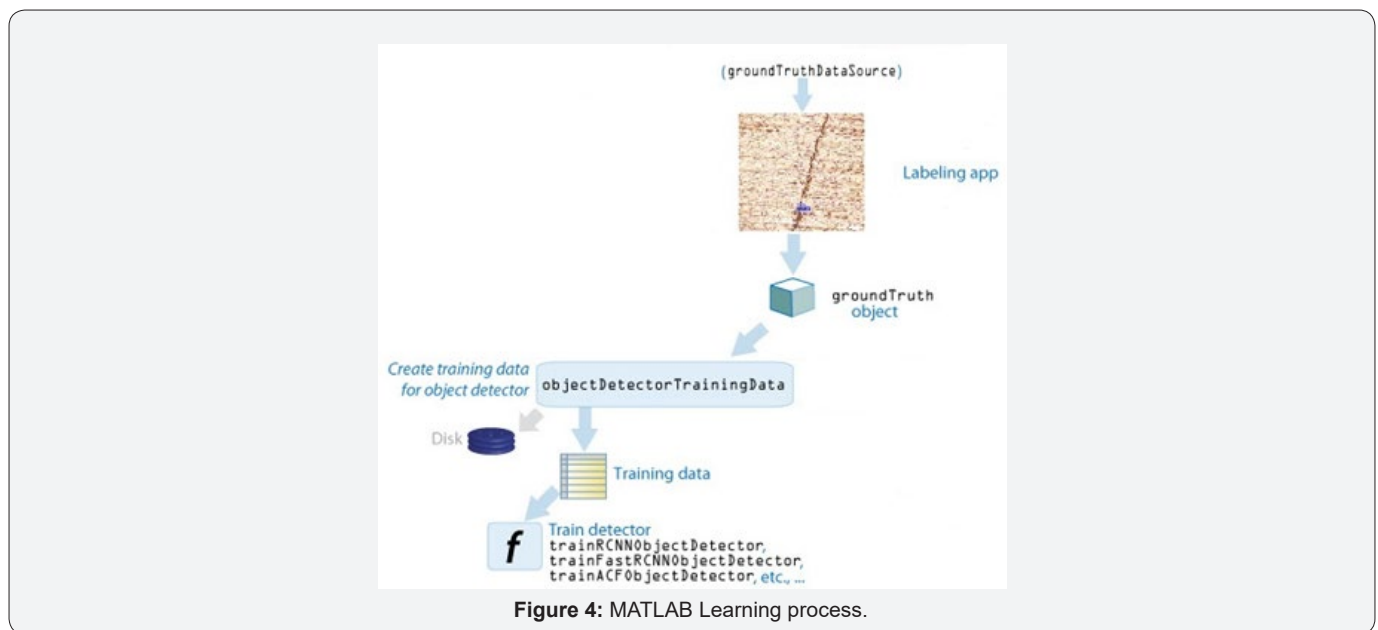 (groundTruthDataSource)
Labeling app
groundTruth
object
Create training data
for object detector
objectDetectorTrainingData
Disk
Training data
Train detector
trainRCNNObjectDetector,
trainFastRCNNObjectDetector,
trainACFObjectDetector, etc., ...
Figure 4: MATLAB Learning process.